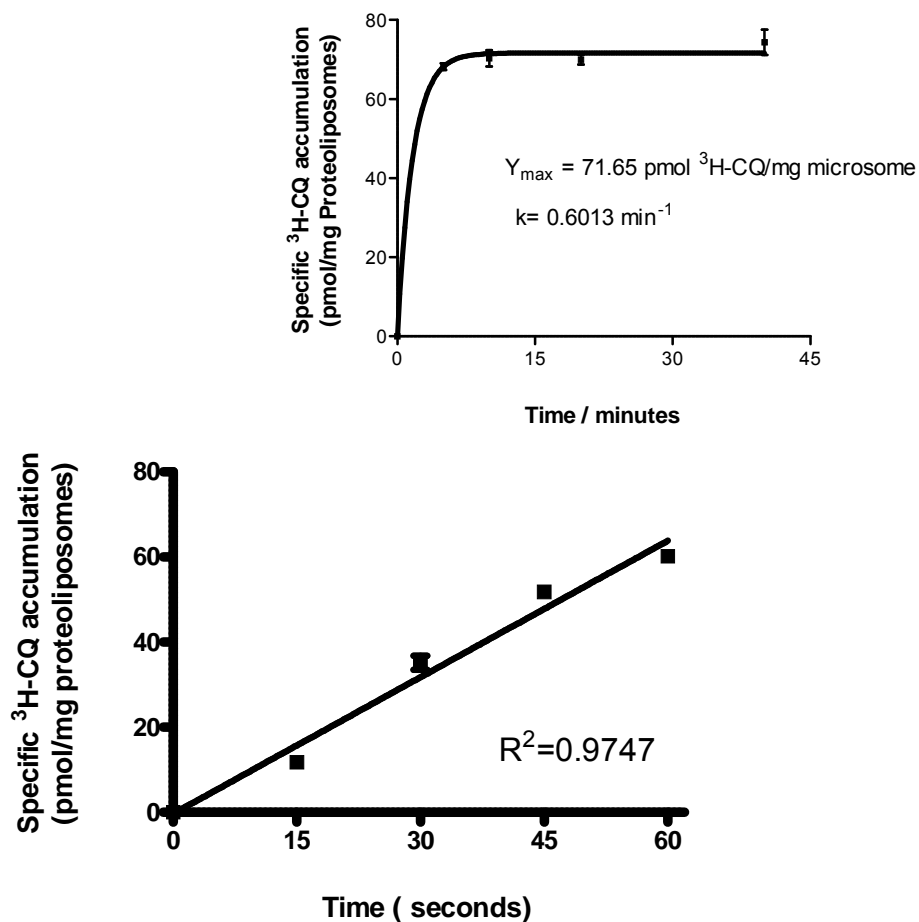 Specific ³H-CQ accumulation
(pmol/mg Proteoliposomes)
80
60
40
20
0
Yₘₐₓ = 71.65 pmol ³H-CQ/mg microsome
k= 0.6013 min⁻¹
0 15 30 45
Time / minutes
Specific ³H-CQ accumulation
(pmol/mg proteoliposomes)
80
60
40
20
0
R²=0.9747
0 15 30 45 60
Time ( seconds)